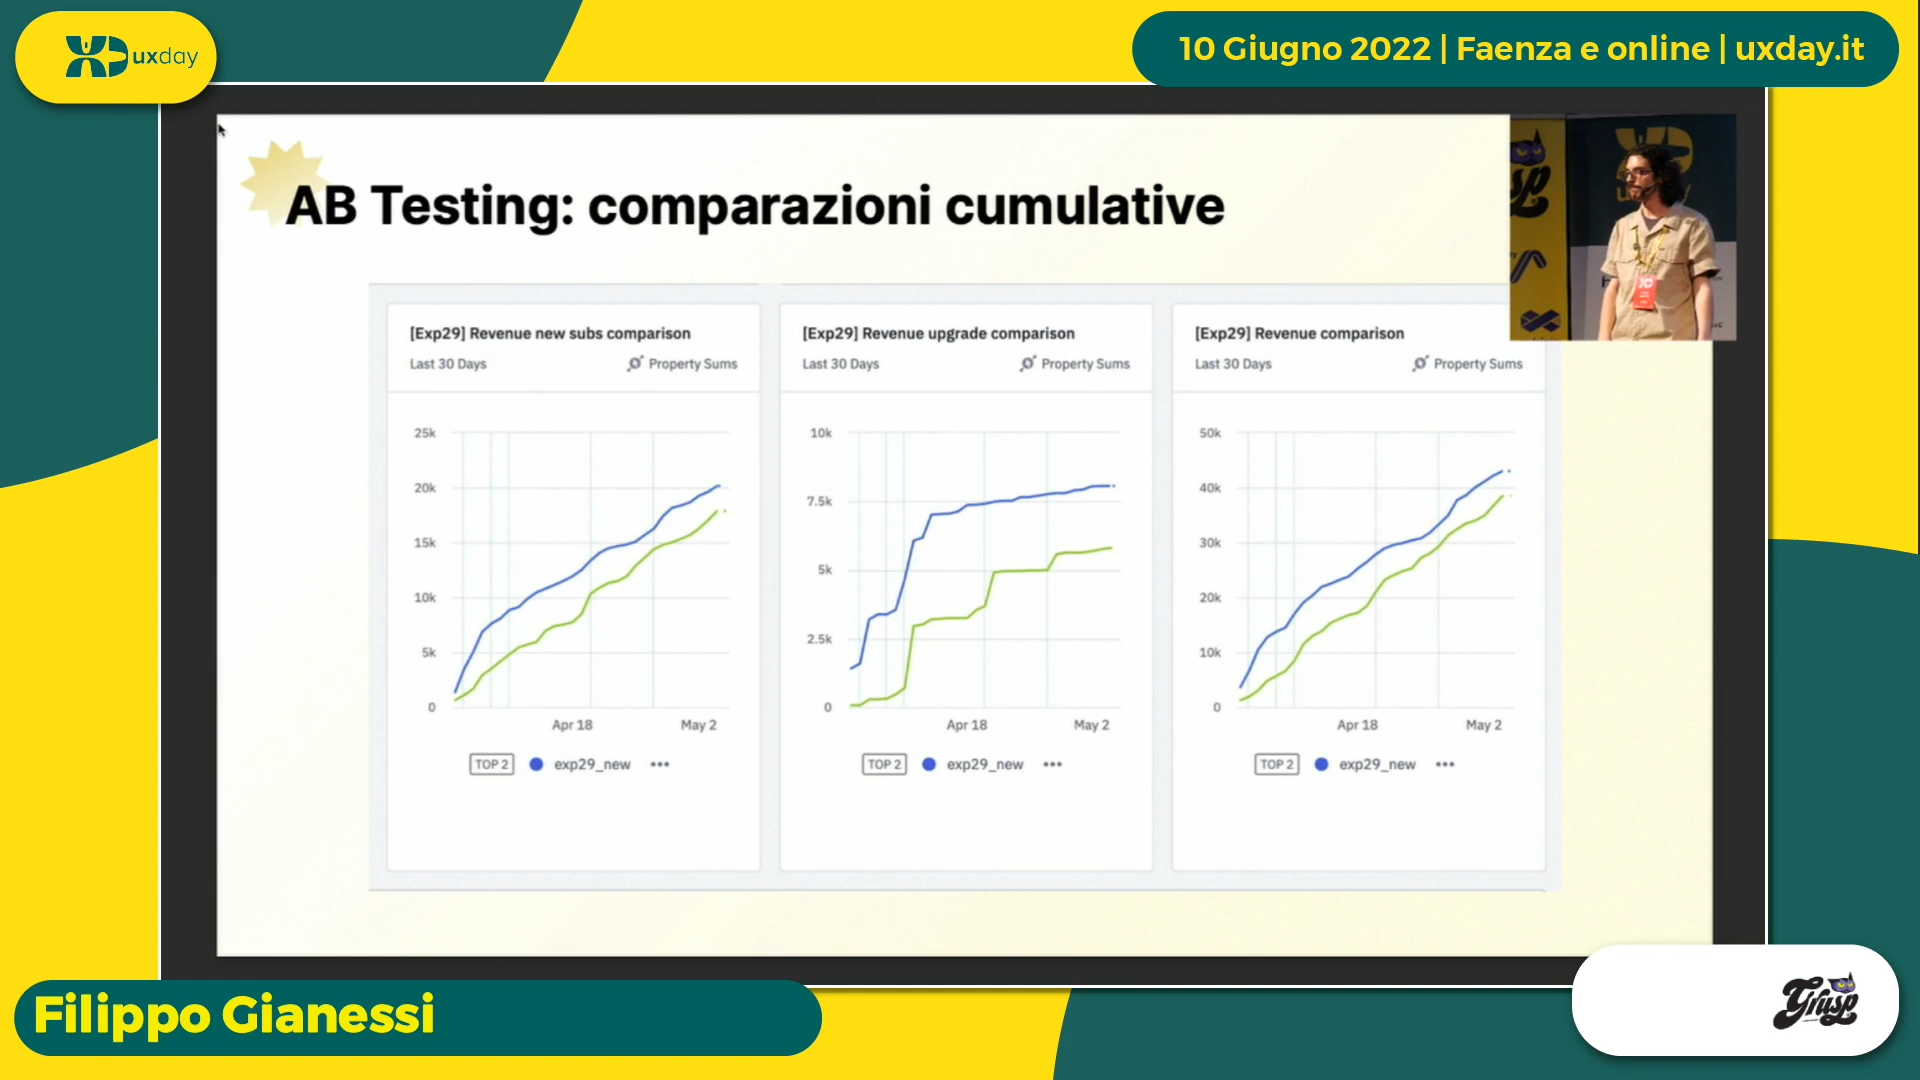 uxday
10 Giugno 2022 | Faenza e online | uxday.it
AB Testing: comparazioni cumulative
[Exp29] Revenue new subs comparison
Last 30 Days
Property Sums
25k
20k
15k
10k
5k
0
Apr 18
May 2
TOP 2
exp29_new
•••
[Exp29] Revenue upgrade comparison
Last 30 Days
Property Sums
10k
7.5k
5k
2.5k
0
Apr 18
May 2
TOP 2
exp29_new
•••
[Exp29] Revenue comparison
Last 30 Days
Property Sums
50k
40k
30k
20k
10k
0
Apr 18
May 2
TOP 2
exp29_new
•••
Filippo Gianessi
Grusp